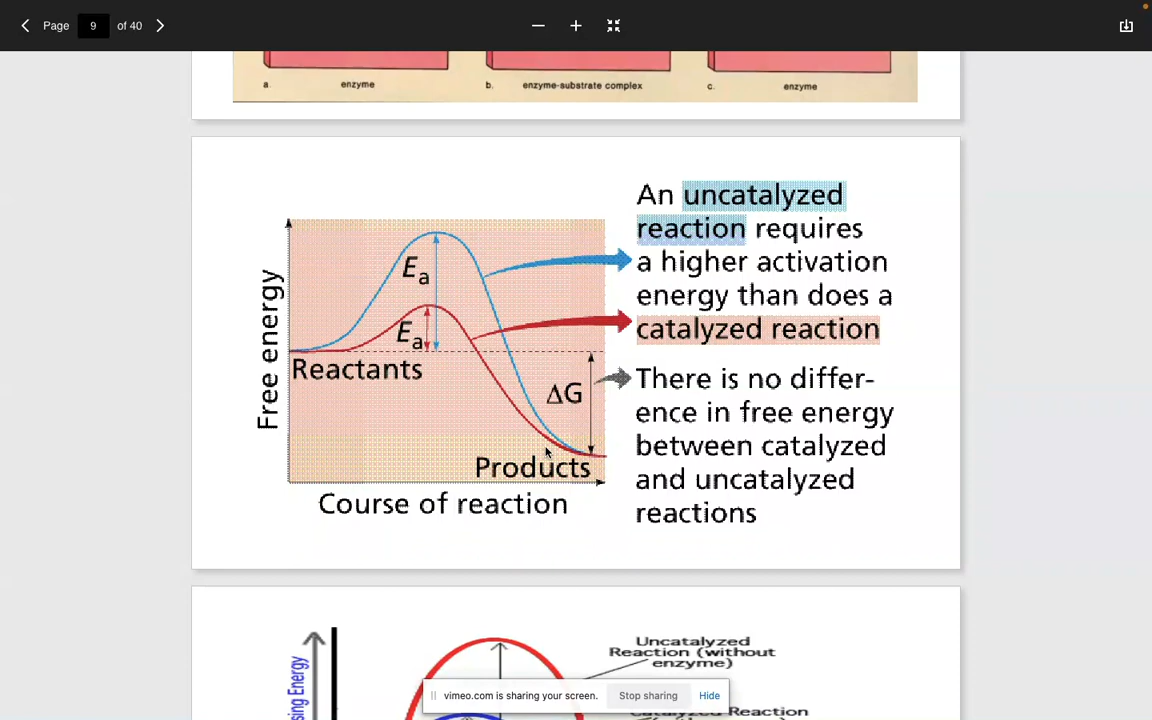 Page 9 of 40
a. enzyme b. enzyme-substrate complex c. enzyme
An uncatalyzed
reaction requires
a higher activation
energy than does a
catalyzed reaction
There is no differ-
ence in free energy
between catalyzed
and uncatalyzed
reactions
Free energy
Ea
Ea
Reactants
ΔG
Products
Course of reaction
Uncatalyzed
Reaction (without
enzyme)
Energy
Reaction
vimeo.com is sharing your screen. Stop sharing Hide